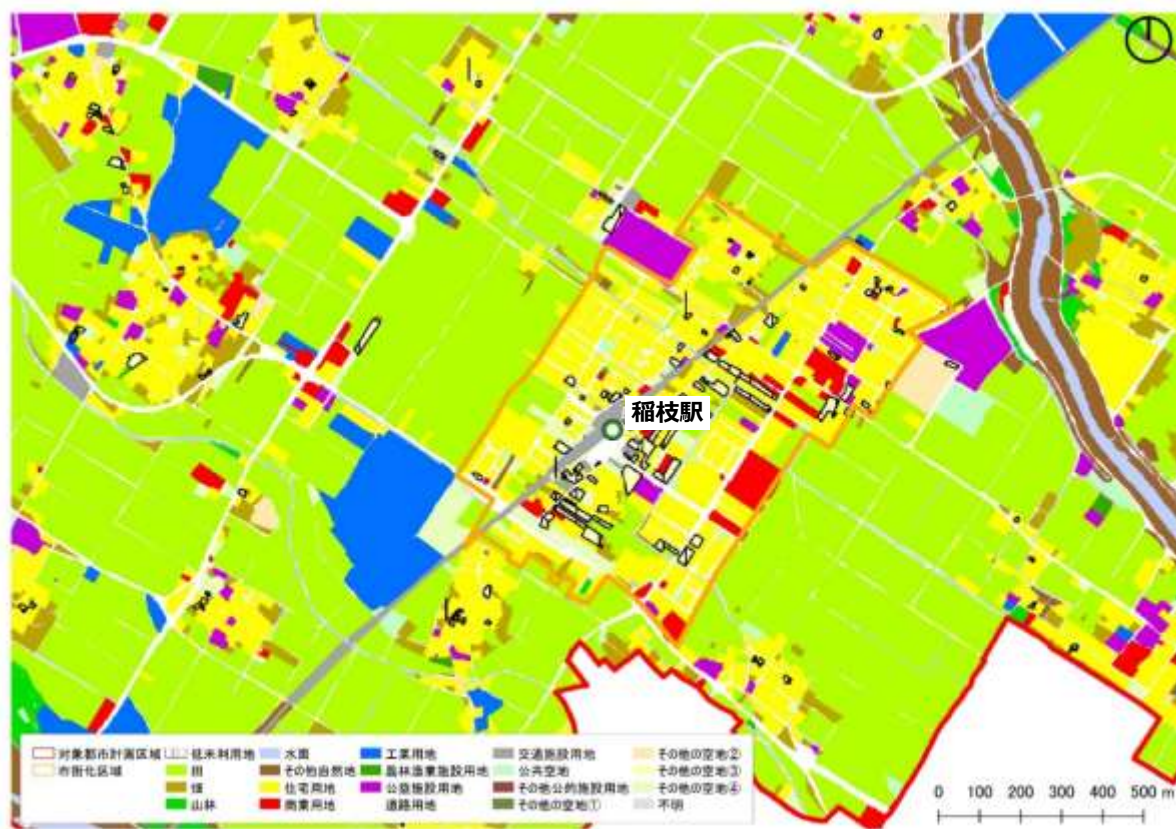 稲枝駅
対象都市計画区域 低未利用地 水面 工業用地 交通施設用地 その他の空地②
市街化区域 田 その他自然地 農林漁業施設用地 公共空地 その他の空地③
畑 住宅用地 公益施設用地 その他公的施設用地 その他の空地④
山林 商業用地 道路用地 その他の空地① 不明
0 100 200 300 400 500 m